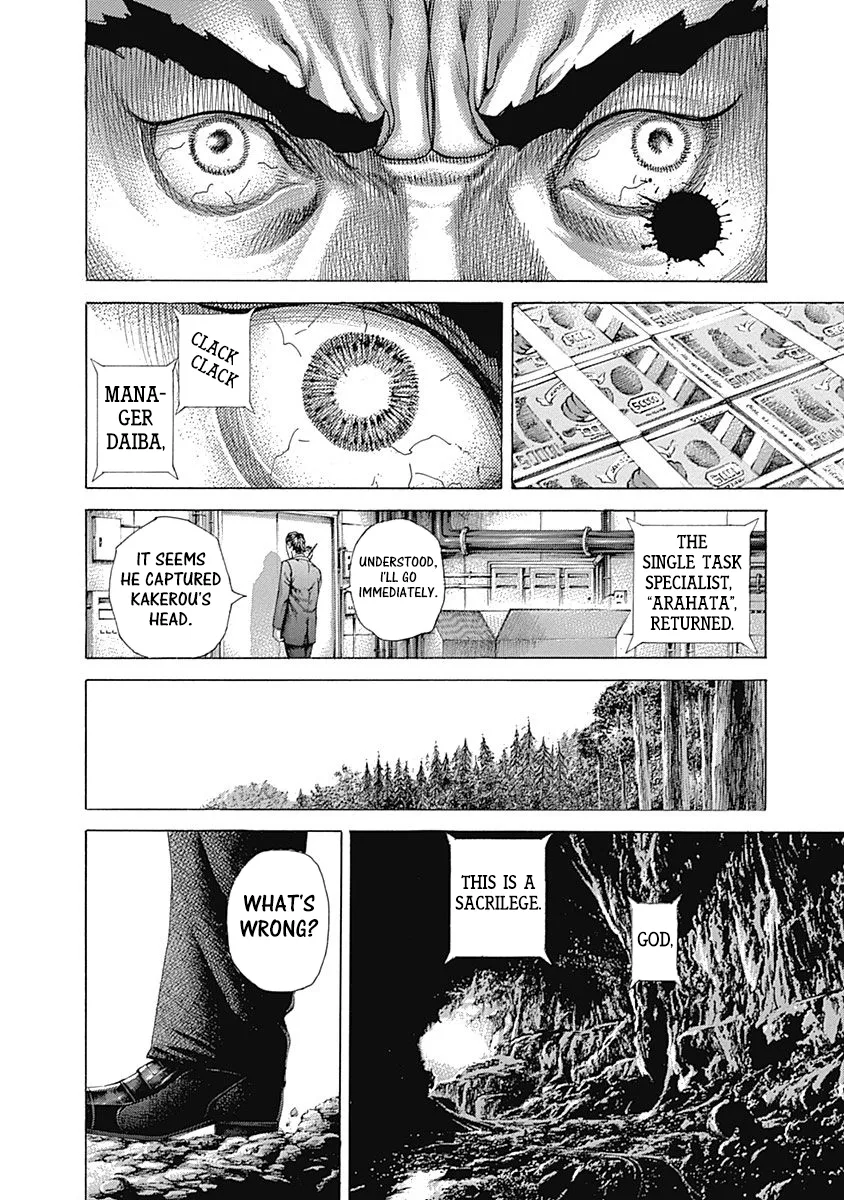 CLACK
CLACK
MANA-
GER
DAIBA,
THE
SINGLE TASK
SPECIALIST,
"ARAHATA",
RETURNED.
UNDERSTOOD,
I'LL GO
IMMEDIATELY.
IT SEEMS
HE CAPTURED
KAKEROU'S
HEAD.
GOD,
THIS IS A
SACRILEGE.
WHAT'S
WRONG?